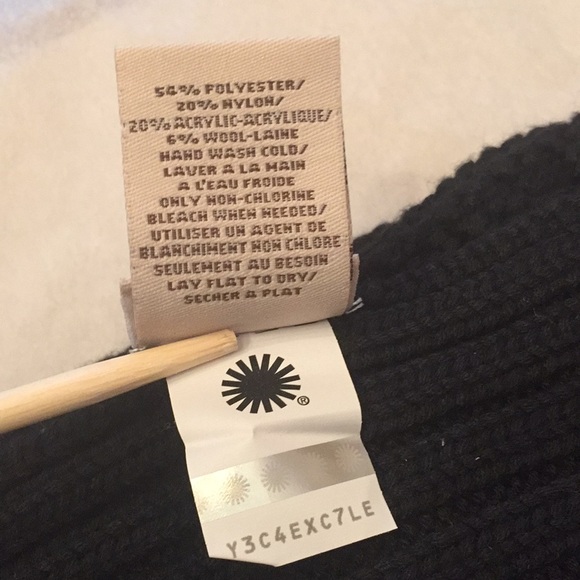 54% POLYESTER/
20% NYLON/
20% ACRYLIC-ACRYLIQUE/
6% WOOL-LAINE
HAND WASH COLD/
LAVER A LA MAIN
A L'EAU FROIDE
ONLY NON-CHLORINE
BLEACH WHEN NEEDED/
UTILISER UN AGENT DE
BLANCHIMENT NON CHLORE
SEULEMENT AU BESOIN
LAY FLAT TO DRY/
SECHER A PLAT
®
Y3C4EXC7LE